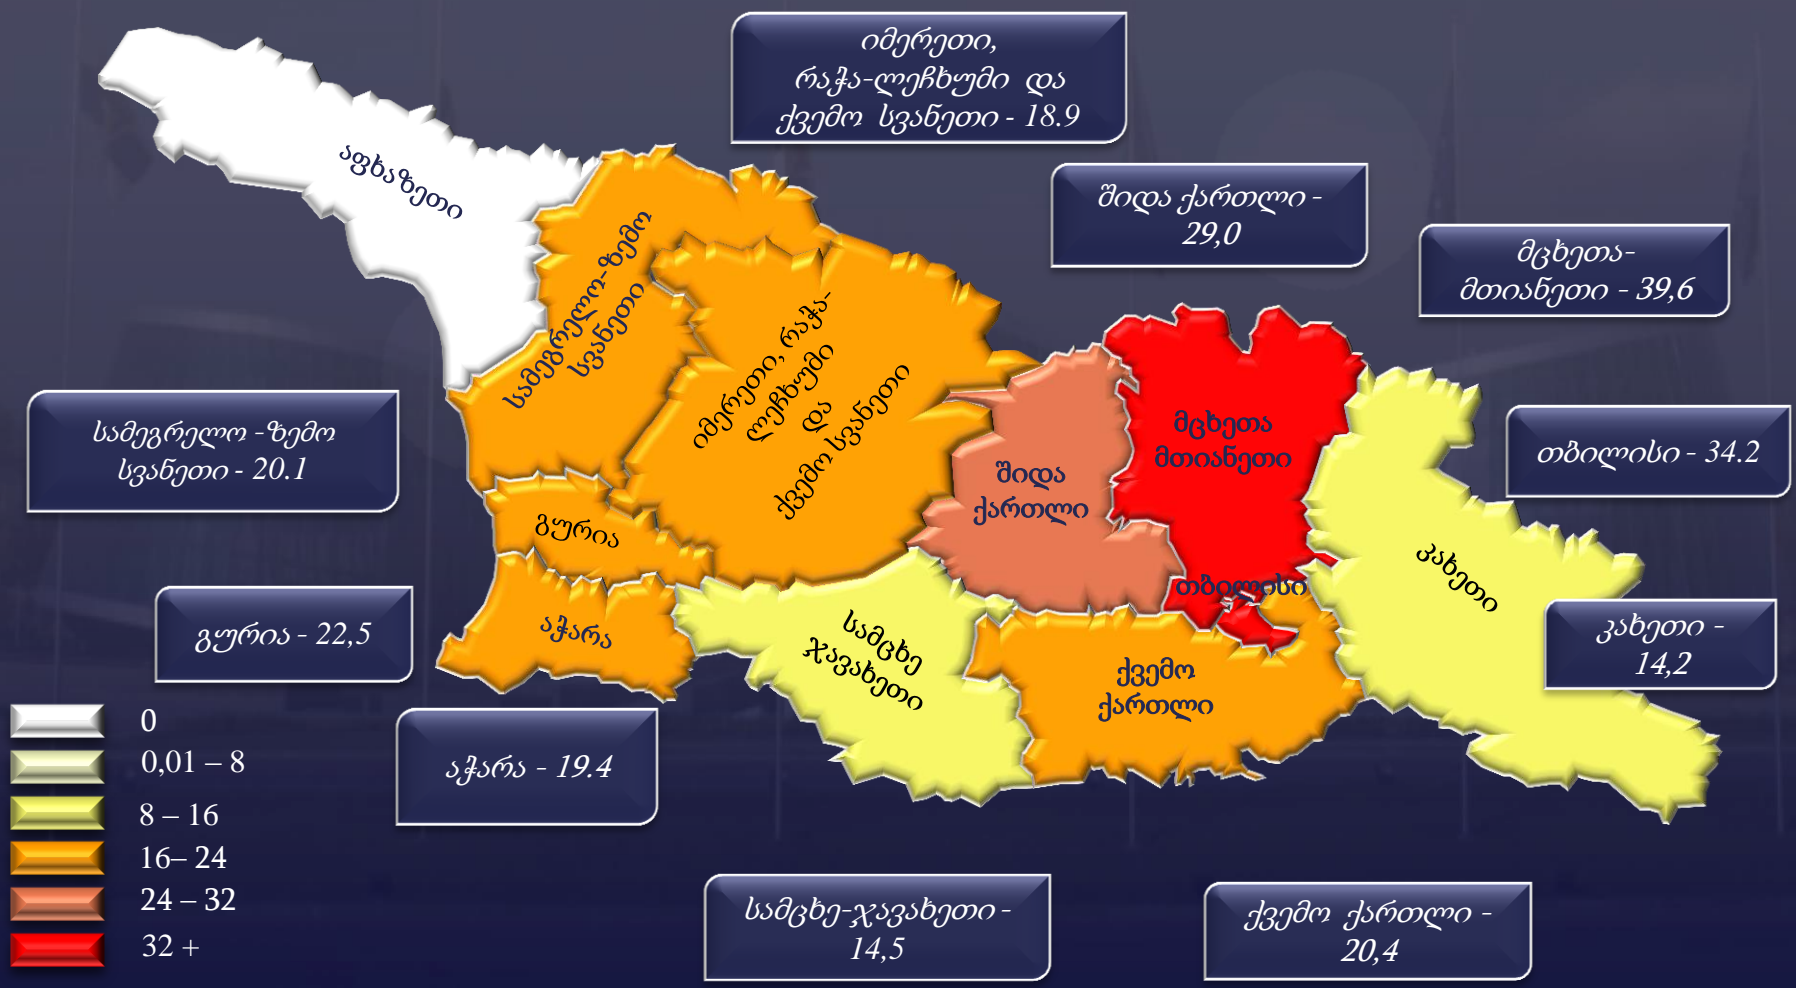 იმერეთი,
რაჭა-ლეჩხუმი და
ქვემო სვანეთი - 18.9
შიდა ქართლი -
29,0
მცხეთა-
მთიანეთი - 39,6
თბილისი - 34.2
კახეთი -
14,2
სამეგრელო -ზემო
სვანეთი - 20.1
გურია - 22,5
აჭარა - 19.4
სამცხე-ჯავახეთი -
14,5
ქვემო ქართლი -
20,4
აფხაზეთი
სამეგრელო-ზემო
სვანეთი
იმერეთი, რაჭა-
ლეჩხუმი
და
ქვემო სვანეთი
შიდა
ქართლი
მცხეთა
მთიანეთი
თბილისი
კახეთი
გურია
აჭარა
სამცხე
ჯავახეთი
ქვემო
ქართლი
0
0,01 – 8
8 – 16
16– 24
24 – 32
32 +